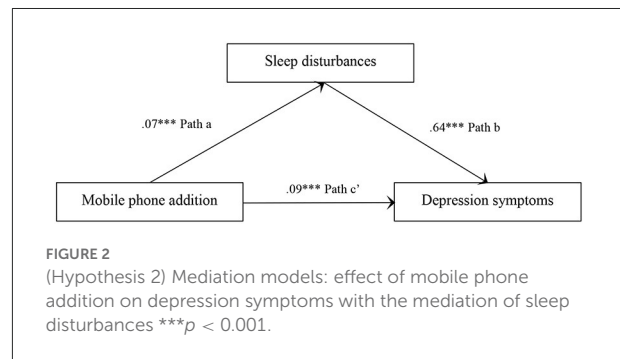 Sleep disturbances
.07*** Path a
.64*** Path b
.09*** Path c'
Mobile phone addition
Depression symptoms
FIGURE 2
(Hypothesis 2) Mediation models: effect of mobile phone
addition on depression symptoms with the mediation of sleep
disturbances ***p < 0.001.